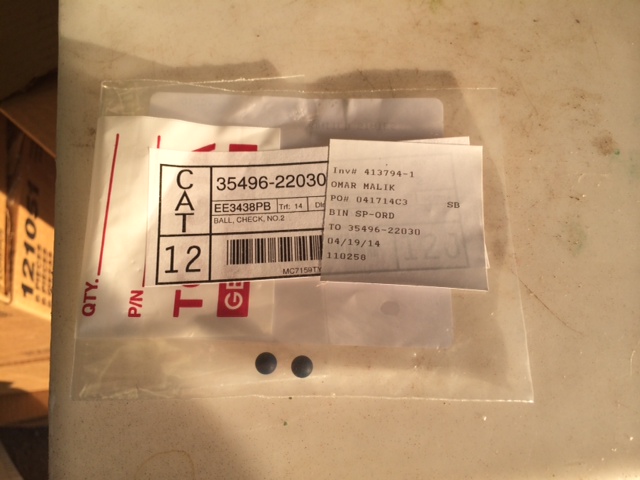 CAT
12
35496-22030
EE3438PB Trf: 14
BALL, CHECK, NO.2
MC7159TY
Inv# 413794-1
OMAR MALIK
PO# 041714C3 SB
BIN SP-ORD
TO 35496-22030
04/19/14
110258
QTY.
P/N
121051